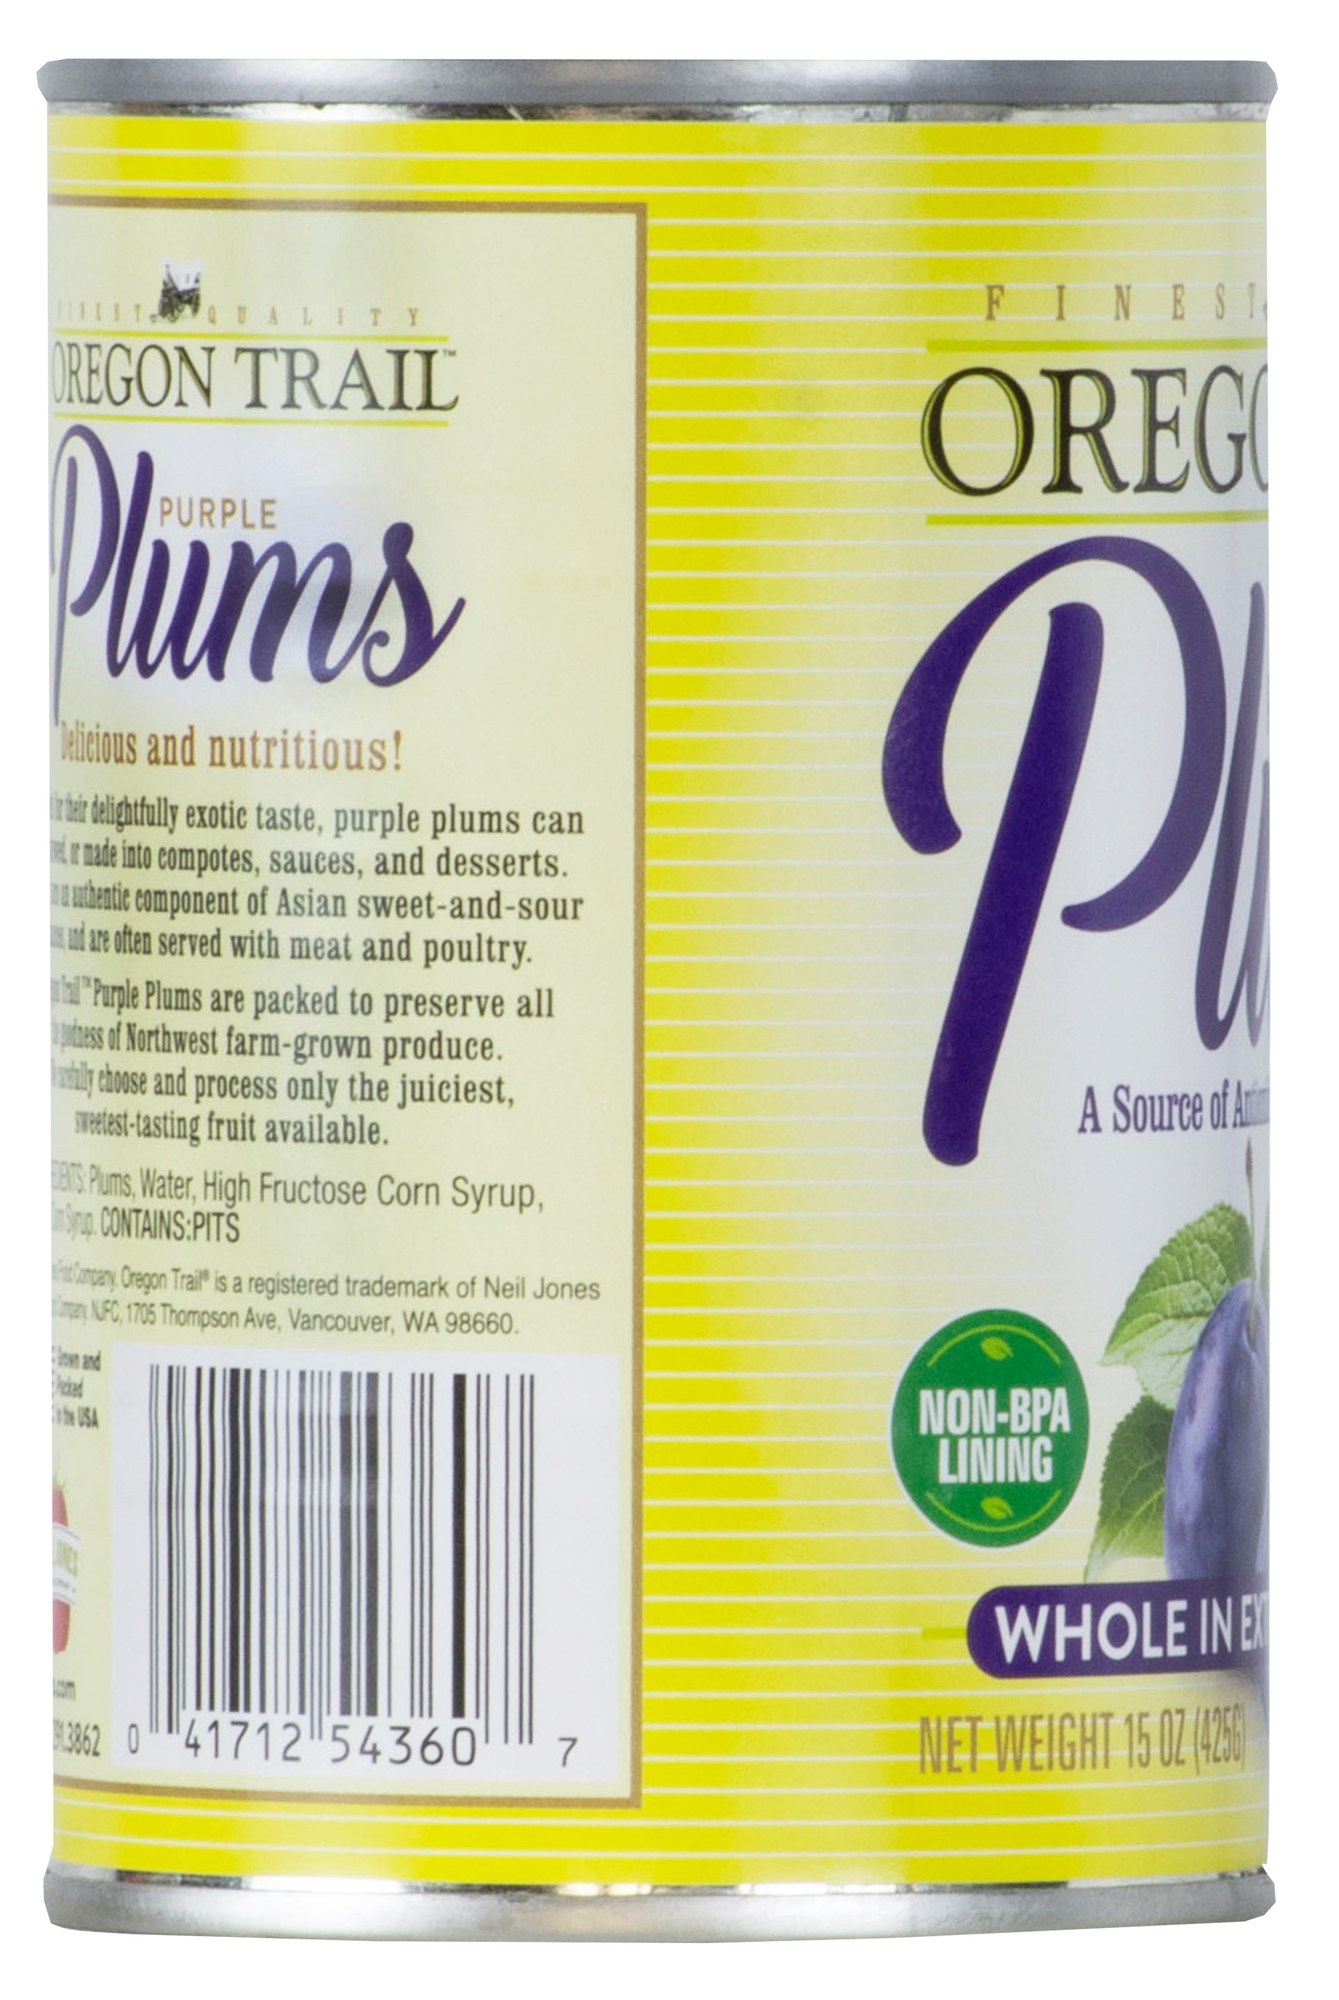 FINEST QUALITY
OREGON TRAIL™
PURPLE
Plums
Delicious and nutritious!
their delightfully exotic taste, purple plums can
or made into compotes, sauces, and desserts.
authentic component of Asian sweet-and-sour
and are often served with meat and poultry.
Trail™ Purple Plums are packed to preserve all
goodness of Northwest farm-grown produce.
carefully choose and process only the juiciest,
sweetest-tasting fruit available.
Plums, Water, High Fructose Corn Syrup,
Syrup. CONTAINS:PITS
Food Company. Oregon Trail® is a registered trademark of Neil Jones
Company. NJFC, 1705 Thompson Ave, Vancouver, WA 98660.
Grown and
Packed
in the USA
.com
3862
0 41712 54360 7
FINEST
OREGO
Plu
A Source of
NON-BPA
LINING
WHOLE IN EX
NET WEIGHT 15 OZ (425G)